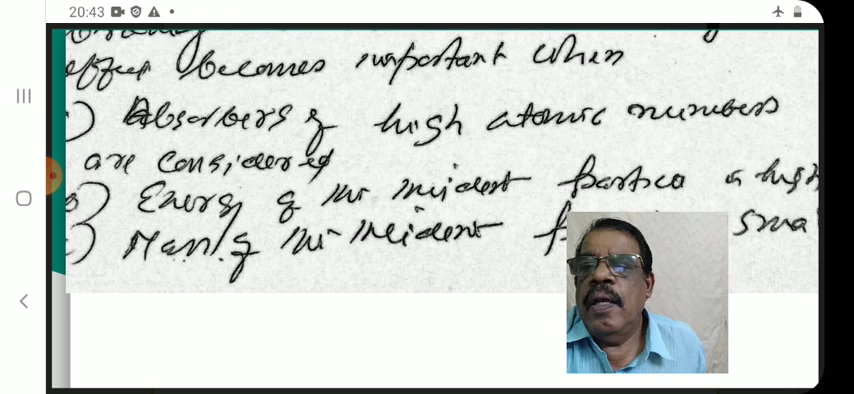 20:43
effect becomes important when
Absorbers of high atomic numbers
are considered
Energy of the incident particle is high
Mass of the incident small